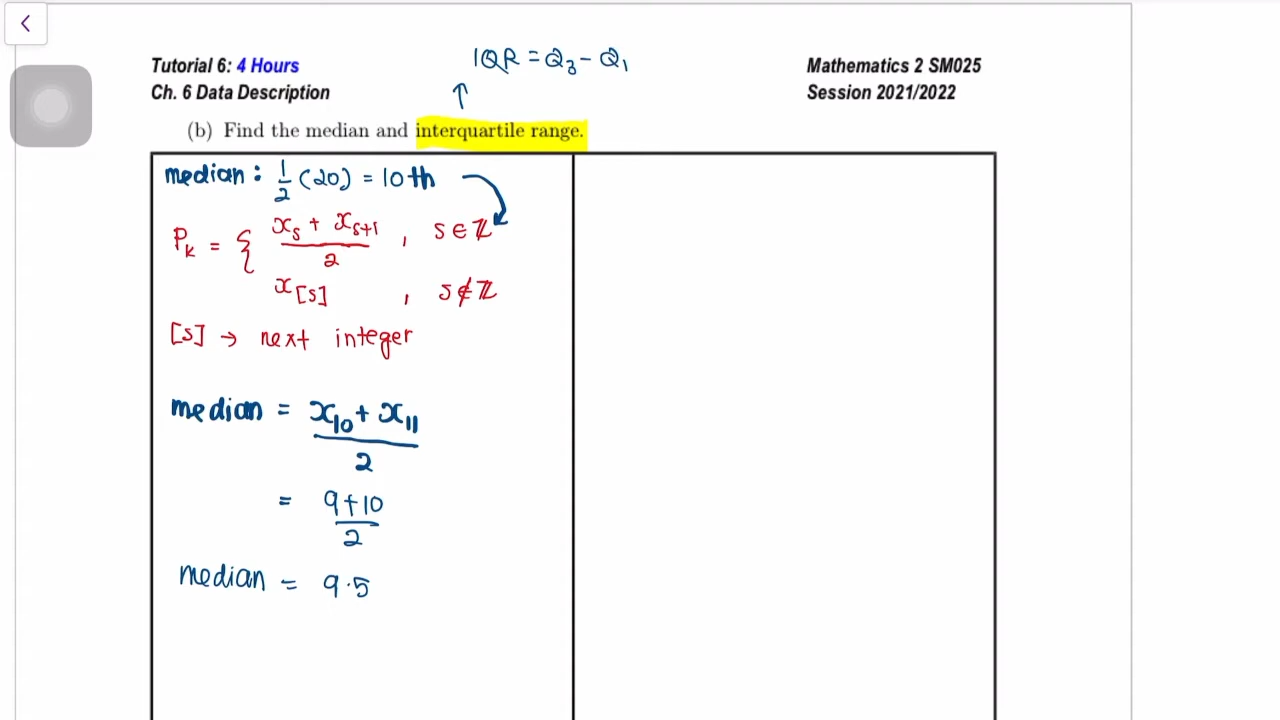 IQR = Q₃ - Q₁
Tutorial 6: 4 Hours
Mathematics 2 SM025
Ch. 6 Data Description
Session 2021/2022
(b) Find the median and interquartile range.
median : 1/2 (20) = 10th
Pₖ = { (xₛ + xₛ₊₁)/2 , s ∈ ℤ
x[s] , s ∉ ℤ
[s] → next integer
median = (x₁₀ + x₁₁)/2
= (9+10)/2
median = 9.5